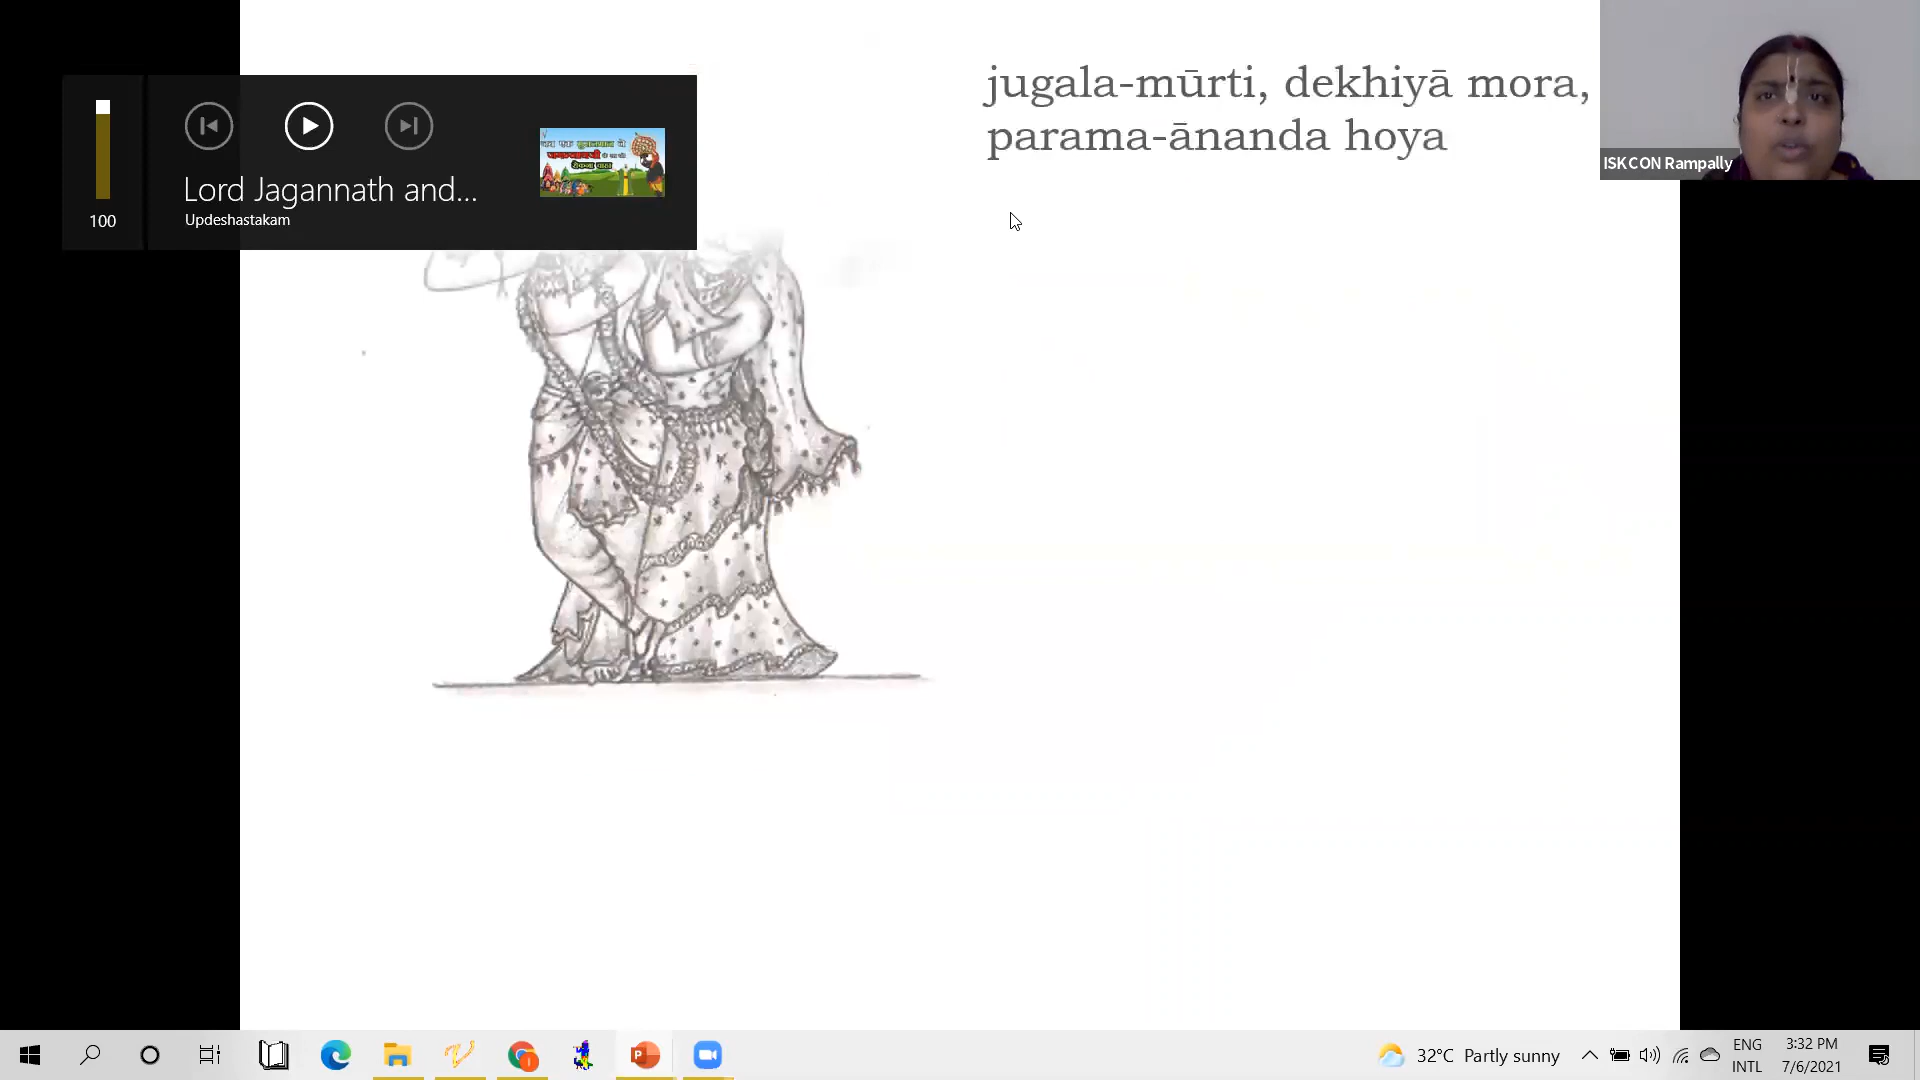 jugala-mūrti, dekhiyā mora,
parama-ānanda hoya
ISKCON Rampally
Lord Jagannath and...
Updeshastakam
100
32°C Partly sunny
ENG
INTL
3:32 PM
7/6/2021